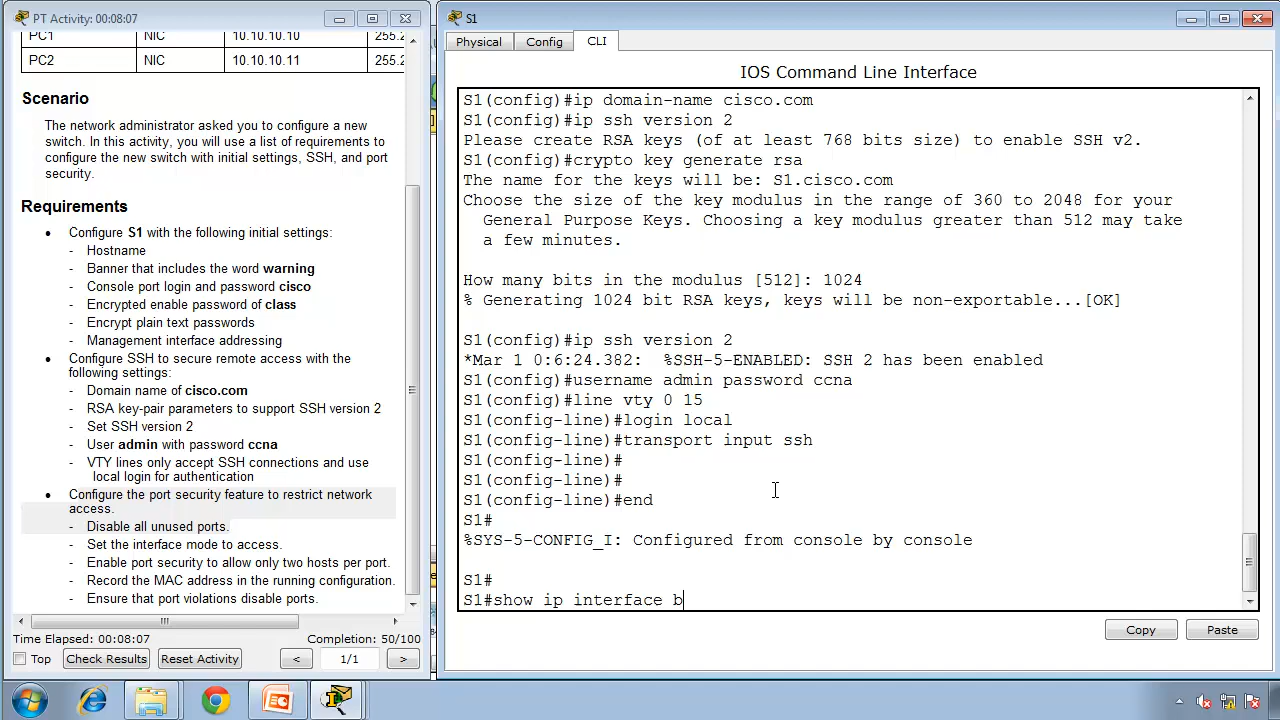 PT Activity: 00:08:07
PC1 NIC 10.10.10.10 255.2
PC2 NIC 10.10.10.11 255.2
Scenario
The network administrator asked you to configure a new
switch. In this activity, you will use a list of requirements to
configure the new switch with initial settings, SSH, and port
security.
Requirements
• Configure S1 with the following initial settings:
- Hostname
- Banner that includes the word warning
- Console port login and password cisco
- Encrypted enable password of class
- Encrypt plain text passwords
- Management interface addressing
• Configure SSH to secure remote access with the
following settings:
- Domain name of cisco.com
- RSA key-pair parameters to support SSH version 2
- Set SSH version 2
- User admin with password ccna
- VTY lines only accept SSH connections and use
local login for authentication
• Configure the port security feature to restrict network
access.
- Disable all unused ports.
- Set the interface mode to access.
- Enable port security to allow only two hosts per port.
- Record the MAC address in the running configuration.
- Ensure that port violations disable ports.
Time Elapsed: 00:08:07 Completion: 50/100
Top Check Results Reset Activity < 1/1 >
S1
Physical Config CLI
IOS Command Line Interface
S1(config)#ip domain-name cisco.com
S1(config)#ip ssh version 2
Please create RSA keys (of at least 768 bits size) to enable SSH v2.
S1(config)#crypto key generate rsa
The name for the keys will be: S1.cisco.com
Choose the size of the key modulus in the range of 360 to 2048 for your
General Purpose Keys. Choosing a key modulus greater than 512 may take
a few minutes.
How many bits in the modulus [512]: 1024
% Generating 1024 bit RSA keys, keys will be non-exportable...[OK]
S1(config)#ip ssh version 2
*Mar 1 0:6:24.382: %SSH-5-ENABLED: SSH 2 has been enabled
S1(config)#username admin password ccna
S1(config)#line vty 0 15
S1(config-line)#login local
S1(config-line)#transport input ssh
S1(config-line)#
S1(config-line)#
S1(config-line)#end
S1#
%SYS-5-CONFIG_I: Configured from console by console
S1#
S1#show ip interface b
Copy Paste